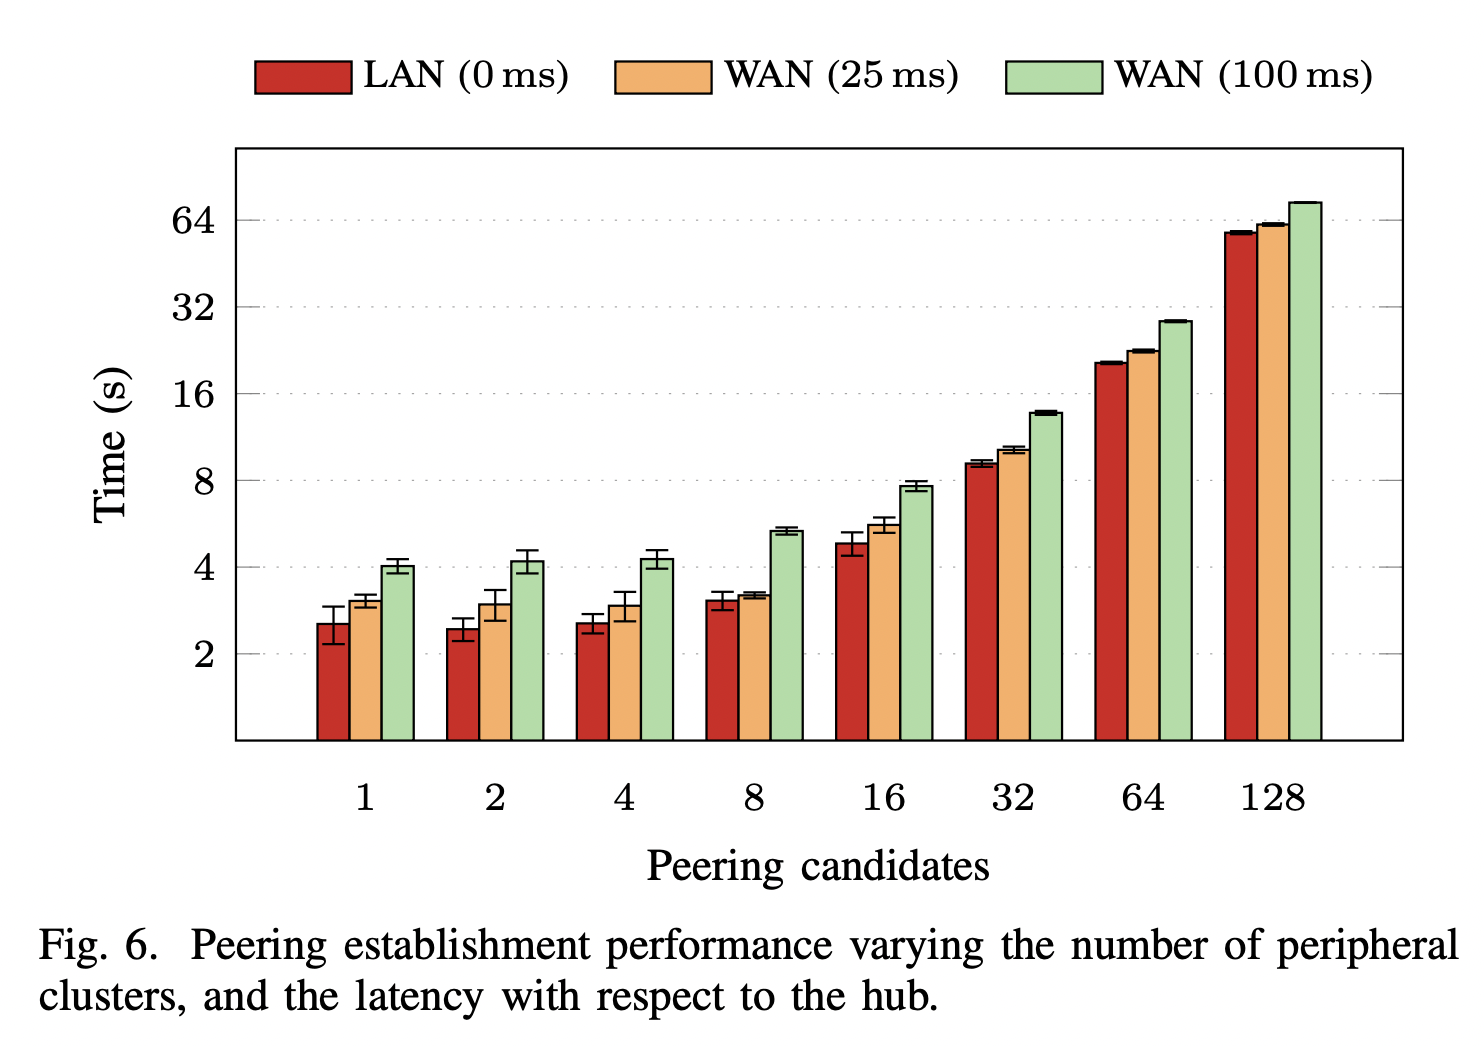 LAN (0 ms) WAN (25 ms) WAN (100 ms)
64
32
16
8
4
2
Time (s)
1 2 4 8 16 32 64 128
Peering candidates
Fig. 6. Peering establishment performance varying the number of peripheral
clusters, and the latency with respect to the hub.